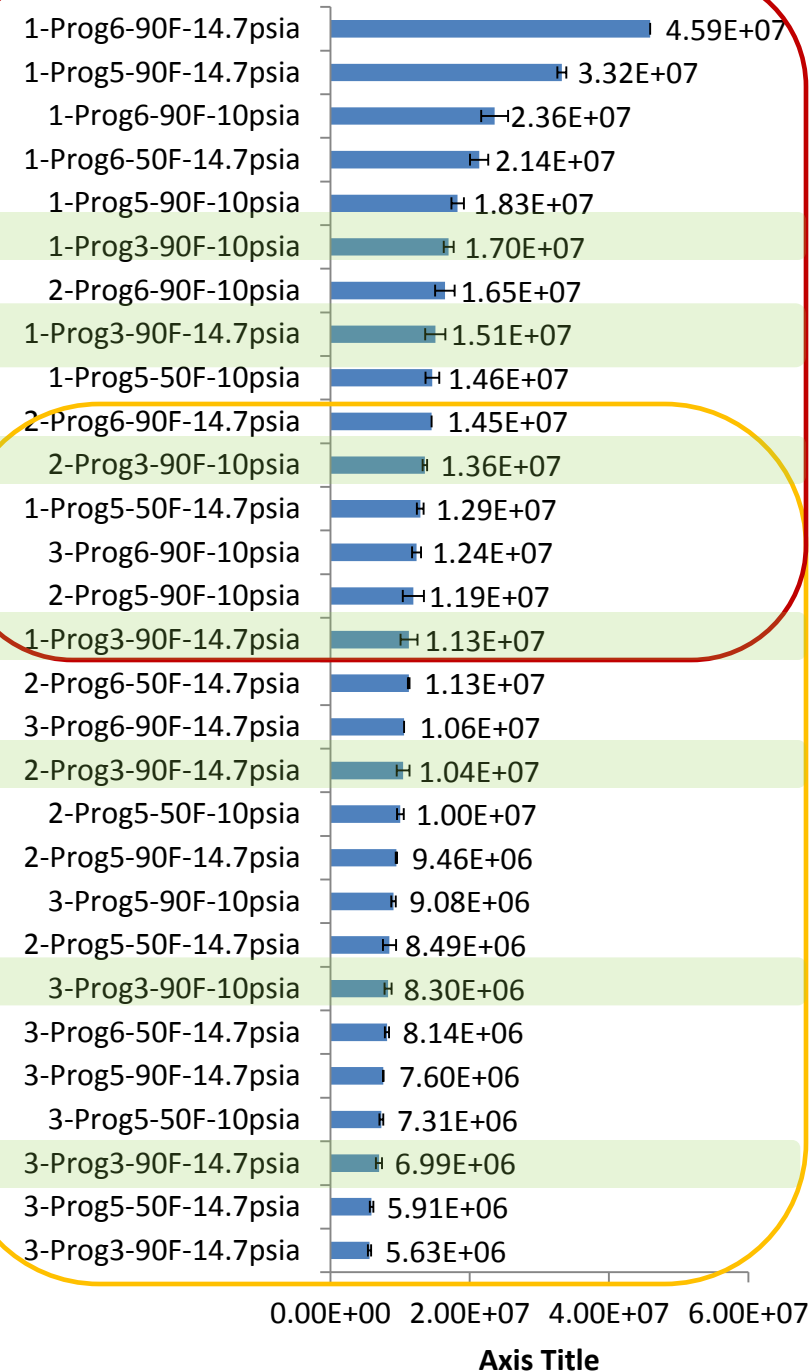 1-Prog6-90F-14.7psia 4.59E+07
1-Prog5-90F-14.7psia 3.32E+07
1-Prog6-90F-10psia 2.36E+07
1-Prog6-50F-14.7psia 2.14E+07
1-Prog5-90F-10psia 1.83E+07
1-Prog3-90F-10psia 1.70E+07
2-Prog6-90F-10psia 1.65E+07
1-Prog3-90F-14.7psia 1.51E+07
1-Prog5-50F-10psia 1.46E+07
2-Prog6-90F-14.7psia 1.45E+07
2-Prog3-90F-10psia 1.36E+07
1-Prog5-50F-14.7psia 1.29E+07
3-Prog6-90F-10psia 1.24E+07
2-Prog5-90F-10psia 1.19E+07
1-Prog3-90F-14.7psia 1.13E+07
2-Prog6-50F-14.7psia 1.13E+07
3-Prog6-90F-14.7psia 1.06E+07
2-Prog3-90F-14.7psia 1.04E+07
2-Prog5-50F-10psia 1.00E+07
2-Prog5-90F-14.7psia 9.46E+06
3-Prog5-90F-10psia 9.08E+06
2-Prog5-50F-14.7psia 8.49E+06
3-Prog3-90F-10psia 8.30E+06
3-Prog6-50F-14.7psia 8.14E+06
3-Prog5-90F-14.7psia 7.60E+06
3-Prog5-50F-10psia 7.31E+06
3-Prog3-90F-14.7psia 6.99E+06
3-Prog5-50F-14.7psia 5.91E+06
3-Prog3-90F-14.7psia 5.63E+06
0.00E+00 2.00E+07 4.00E+07 6.00E+07
Axis Title